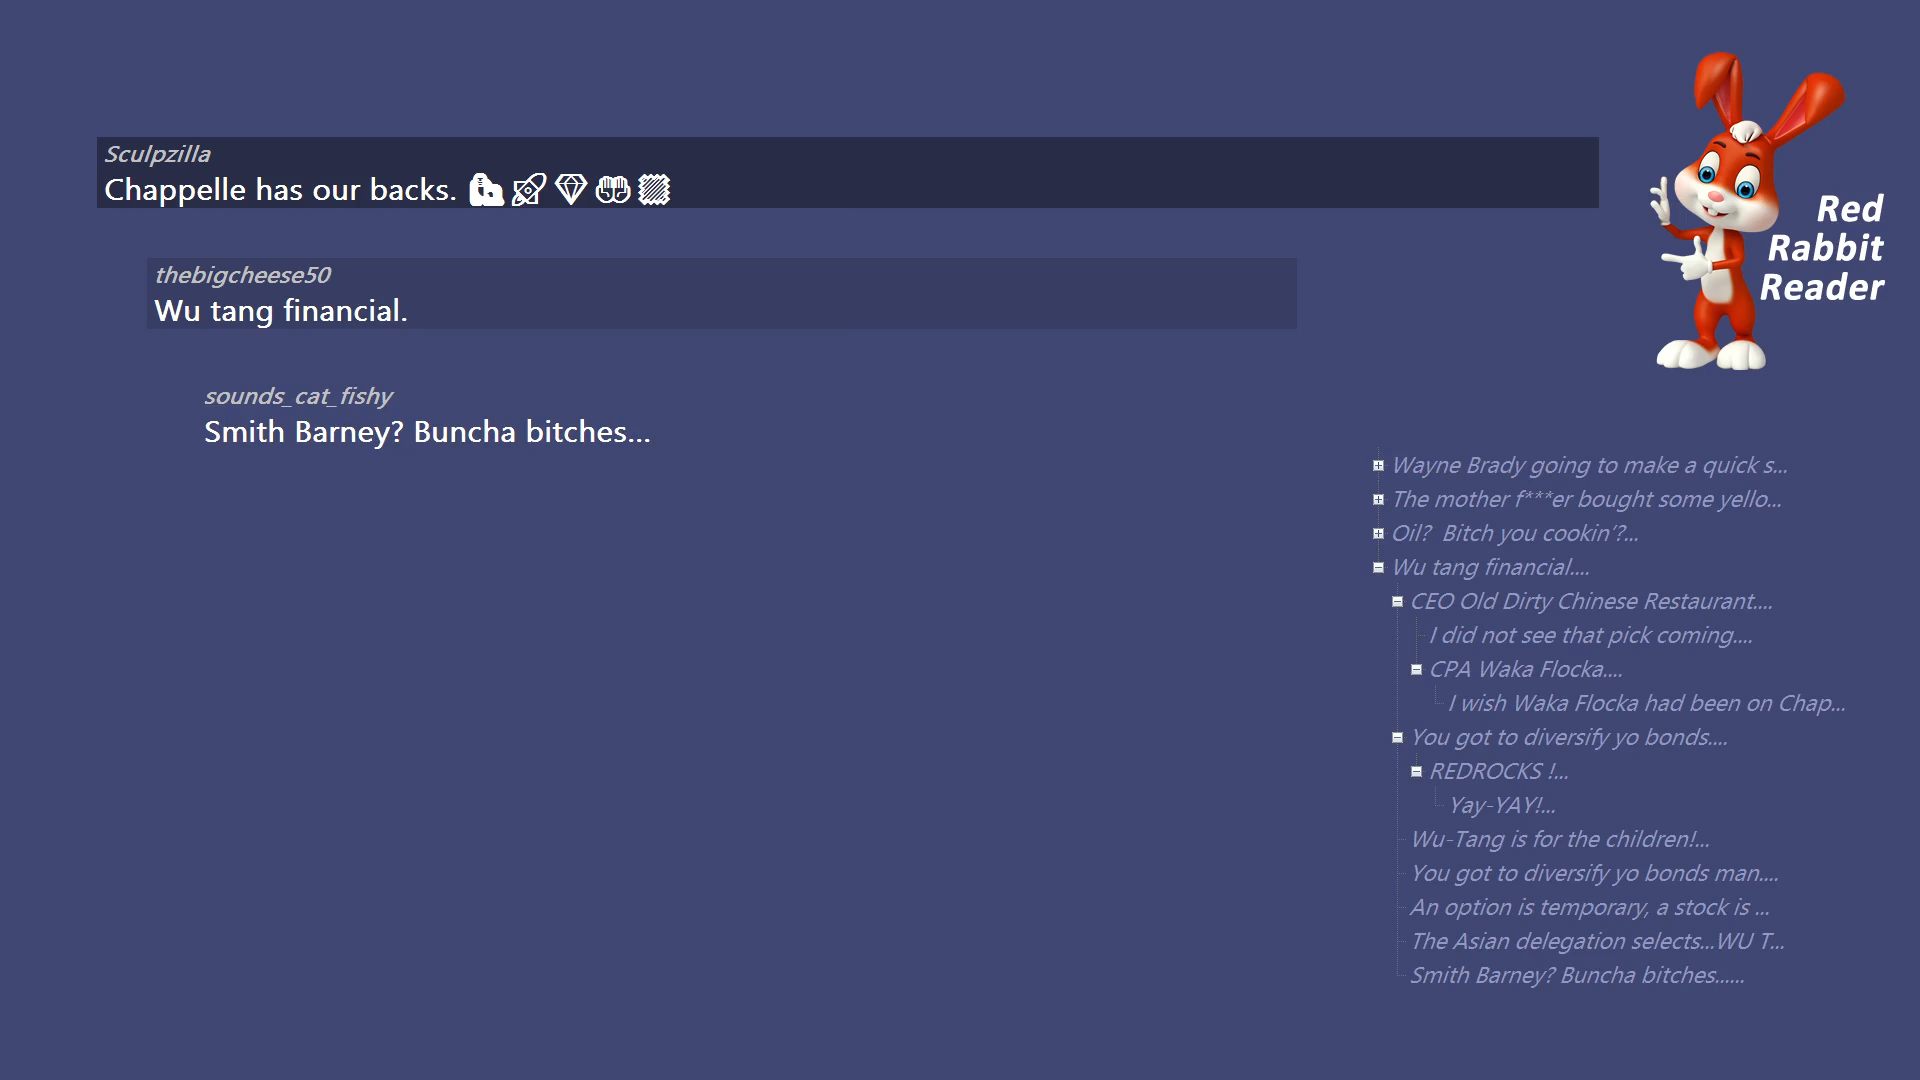 Sculpzilla
Chappelle has our backs.
thebigcheese50
Wu tang financial.
sounds_cat_fishy
Smith Barney? Buncha bitches...
Red
Rabbit
Reader
Wayne Brady going to make a quick s...
The mother f***er bought some yello...
Oil?  Bitch you cookin'?...
Wu tang financial....
CEO Old Dirty Chinese Restaurant....
I did not see that pick coming....
CPA Waka Flocka....
I wish Waka Flocka had been on Chap...
You got to diversify yo bonds....
REDROCKS !...
Yay-YAY!...
Wu-Tang is for the children!...
You got to diversify yo bonds man....
An option is temporary, a stock is ...
The Asian delegation selects...WU T...
Smith Barney? Buncha bitches......